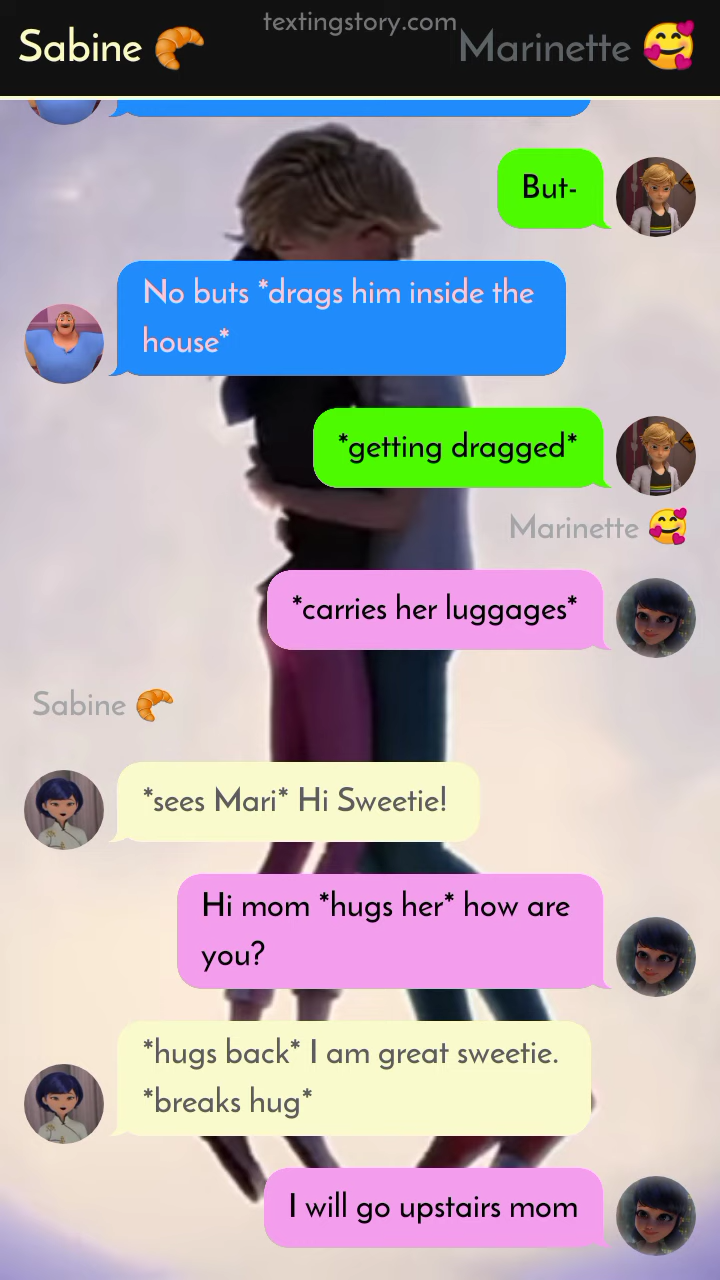 textingstory.com
Sabine 🥐
Marinette 🥰
But-
No buts *drags him inside the
house*
*getting dragged*
Marinette 🥰
*carries her luggages*
Sabine 🥐
*sees Mari* Hi Sweetie!
Hi mom *hugs her* how are
you?
*hugs back* I am great sweetie.
*breaks hug*
I will go upstairs mom